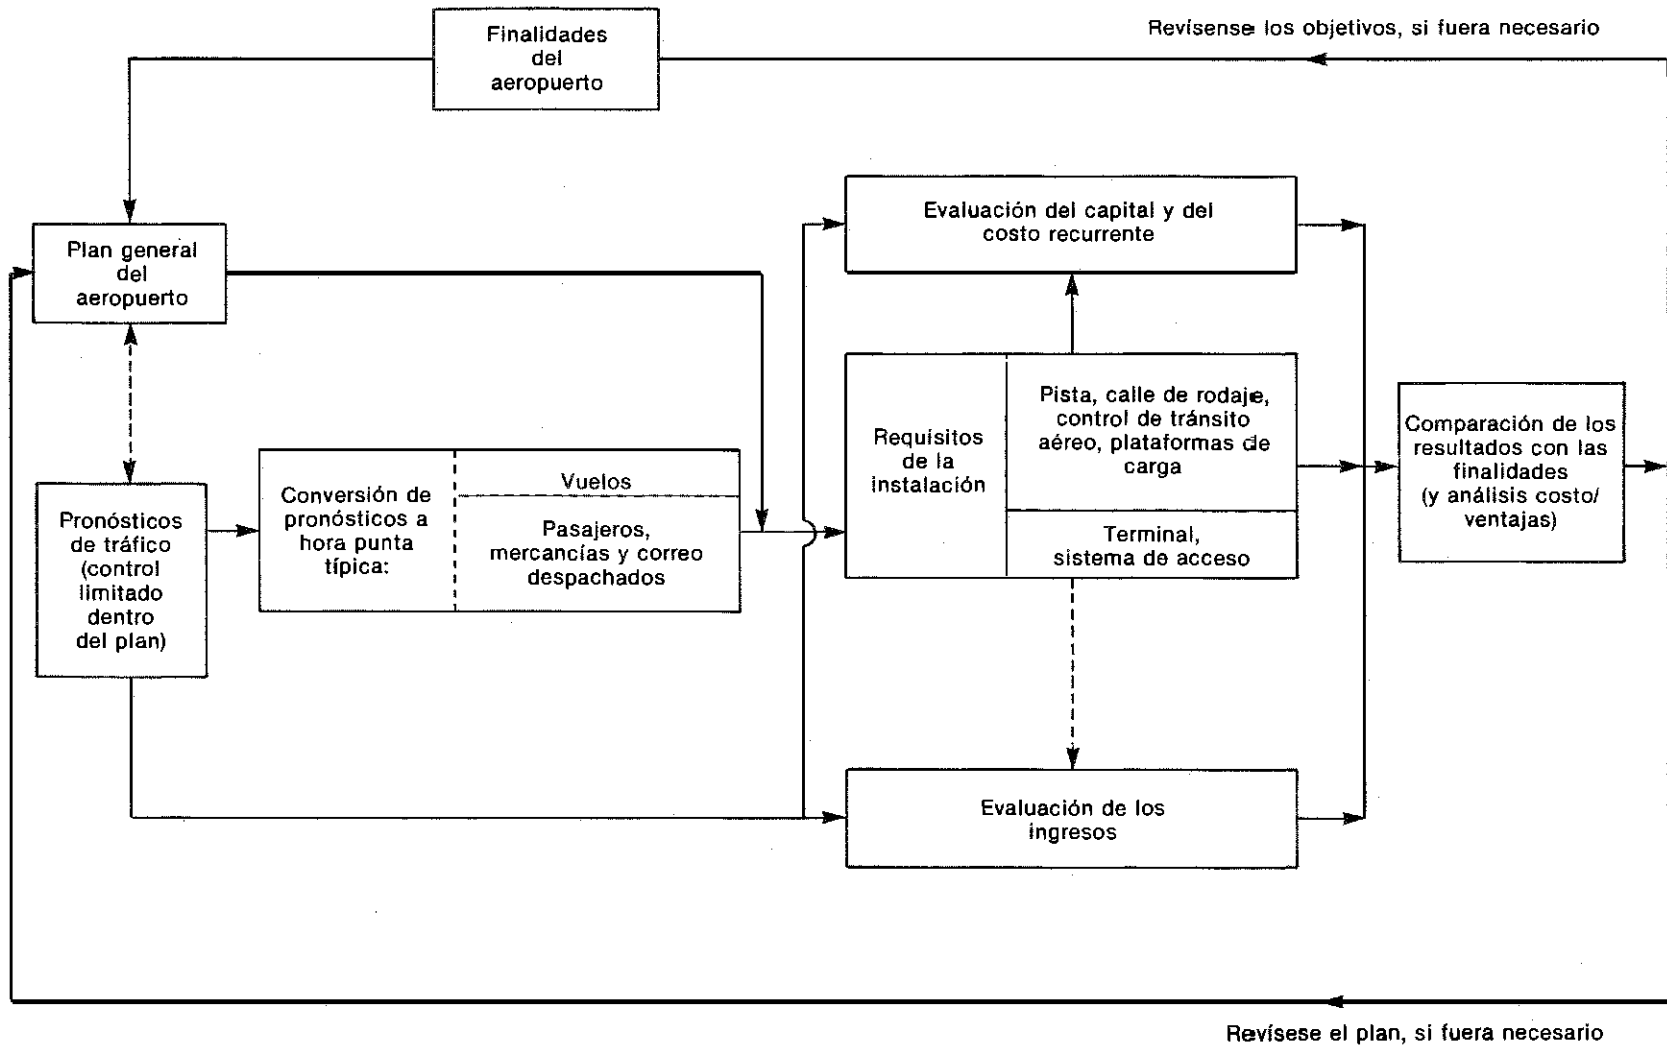 Finalidades
del
aeropuerto
Revísense los objetivos, si fuera necesario
Plan general
del
aeropuerto
Evaluación del capital y del
costo recurrente
Requisitos
de la
instalación
Pista, calle de rodaje,
control de tránsito
aéreo, plataformas de
carga
Terminal,
sistema de acceso
Comparación de los
resultados con las
finalidades
(y análisis costo/
ventajas)
Pronósticos
de tráfico
(control
limitado
dentro
del plan)
Conversión de
pronósticos a
hora punta
típica:
Vuelos
Pasajeros,
mercancías y correo
despachados
Evaluación de los
ingresos
Revísese el plan, si fuera necesario